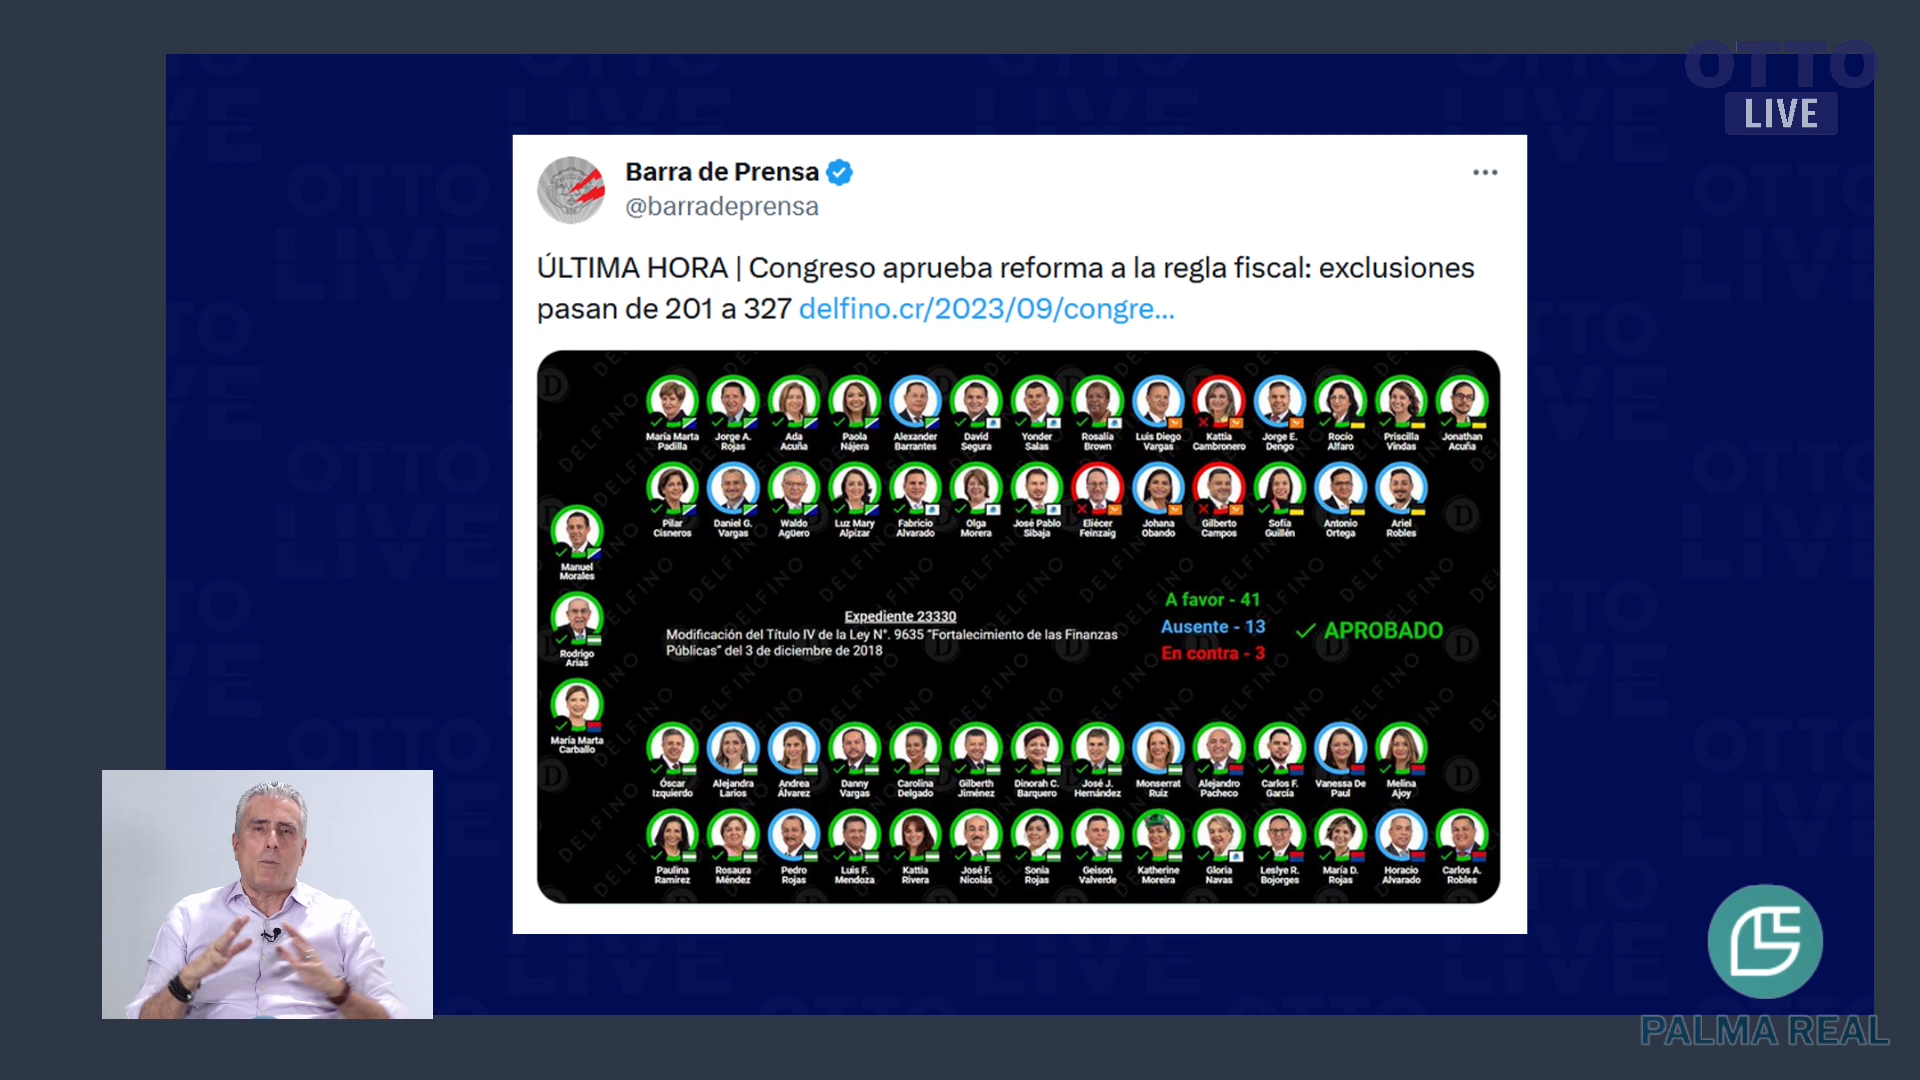 OTTO
LIVE
Barra de Prensa
@barradeprensa
ÚLTIMA HORA | Congreso aprueba reforma a la regla fiscal: exclusiones
pasan de 201 a 327 delfino.cr/2023/09/congre...
María Marta Padilla
Jorge A. Rojas
Ada Acuña
Paola Nájera
Alexander Barrantes
David Segura
Yonder Salas
Rosalía Brown
Luis Diego Vargas
Kattia Cambronero
Jorge E. Dengo
Rocío Alfaro
Priscilla Vindas
Jonathan Acuña
Pilar Cisneros
Daniel G. Vargas
Waldo Agüero
Luz Mary Alpízar
Fabricio Alvarado
Olga Morera
José Pablo Sibaja
Eliécer Feinzaig
Johana Obando
Gilberto Campos
Sofía Guillén
Antonio Ortega
Ariel Robles
Manuel Morales
Rodrigo Arias
María Marta Carballo
Expediente 23330
Modificación del Título IV de la Ley N°. 9635 "Fortalecimiento de las Finanzas
Públicas" del 3 de diciembre de 2018
A favor - 41
Ausente - 13
En contra - 3
APROBADO
Óscar Izquierdo
Alejandra Larios
Andrea Álvarez
Danny Vargas
Carolina Delgado
Gilberth Jiménez
Dinorah C. Barquero
José J. Hernández
Monserrat Ruíz
Alejandro Pacheco
Carlos F. García
Vanessa De Paul
Melina Ajoy
Paulina Ramírez
Rosaura Méndez
Pedro Rojas
Luis F. Mendoza
Kattia Rivera
José F. Nicolás
Sonia Rojas
Geison Valverde
Katherine Moreira
Gloria Navas
Leslye R. Bojorges
María D. Rojas
Horacio Alvarado
Carlos A. Robles
PALMA REAL